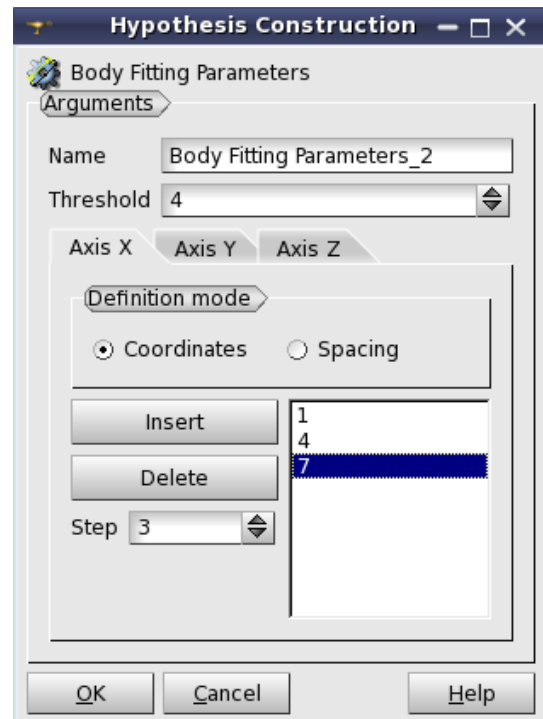 Hypothesis Construction
Body Fitting Parameters
Arguments
Name Body Fitting Parameters_2
Threshold 4
Axis X Axis Y Axis Z
Definition mode
Coordinates Spacing
Insert
Delete
Step 3
1
4
7
OK Cancel Help